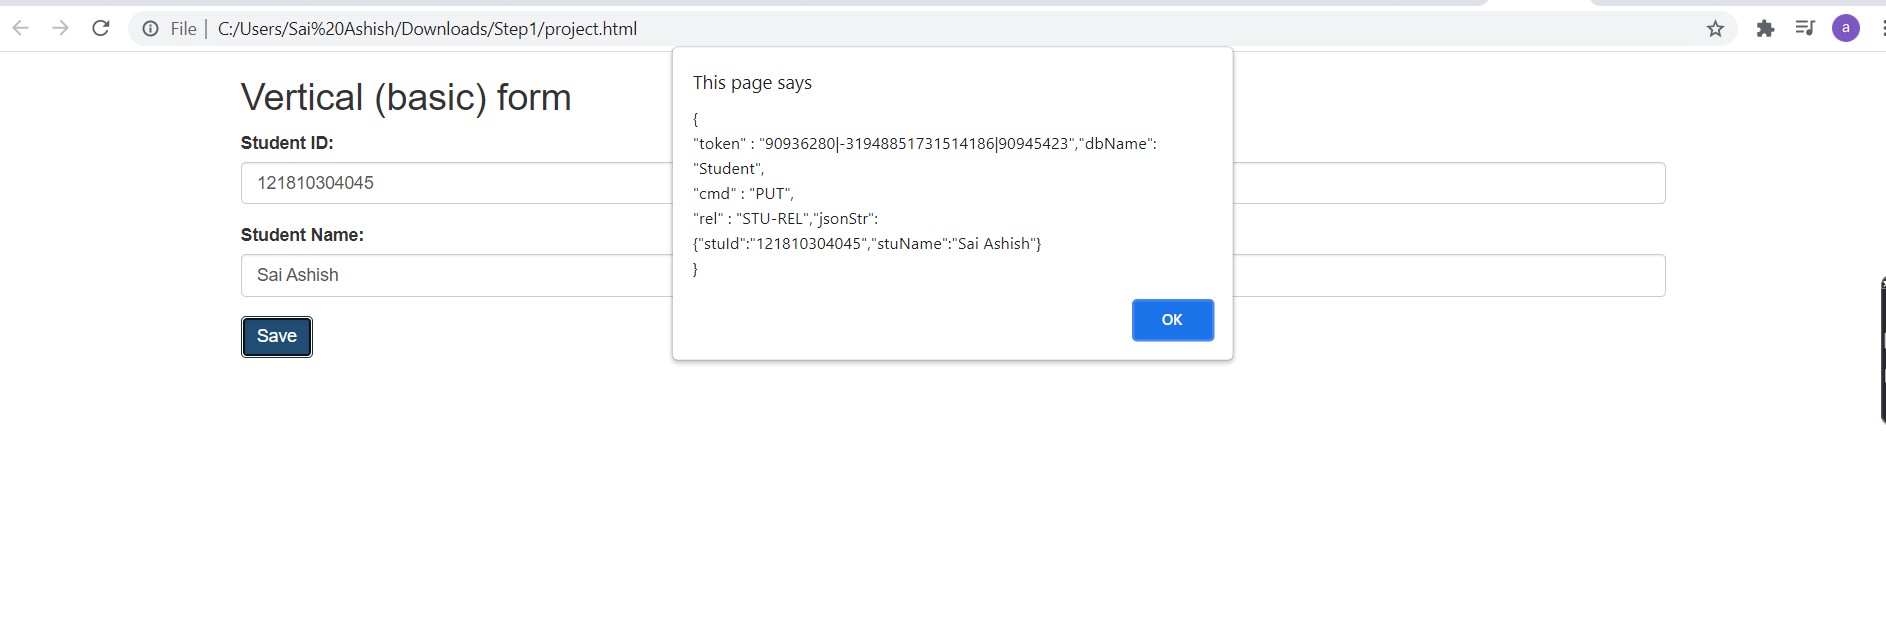 File | C:/Users/Sai%20Ashish/Downloads/Step1/project.html
a
Vertical (basic) form
Student ID:
121810304045
Student Name:
Sai Ashish
Save
This page says
{
"token" : "90936280|-31948851731514186|90945423","dbName":
"Student",
"cmd" : "PUT",
"rel" : "STU-REL","jsonStr":
{"stuId":"121810304045","stuName":"Sai Ashish"}
}
OK